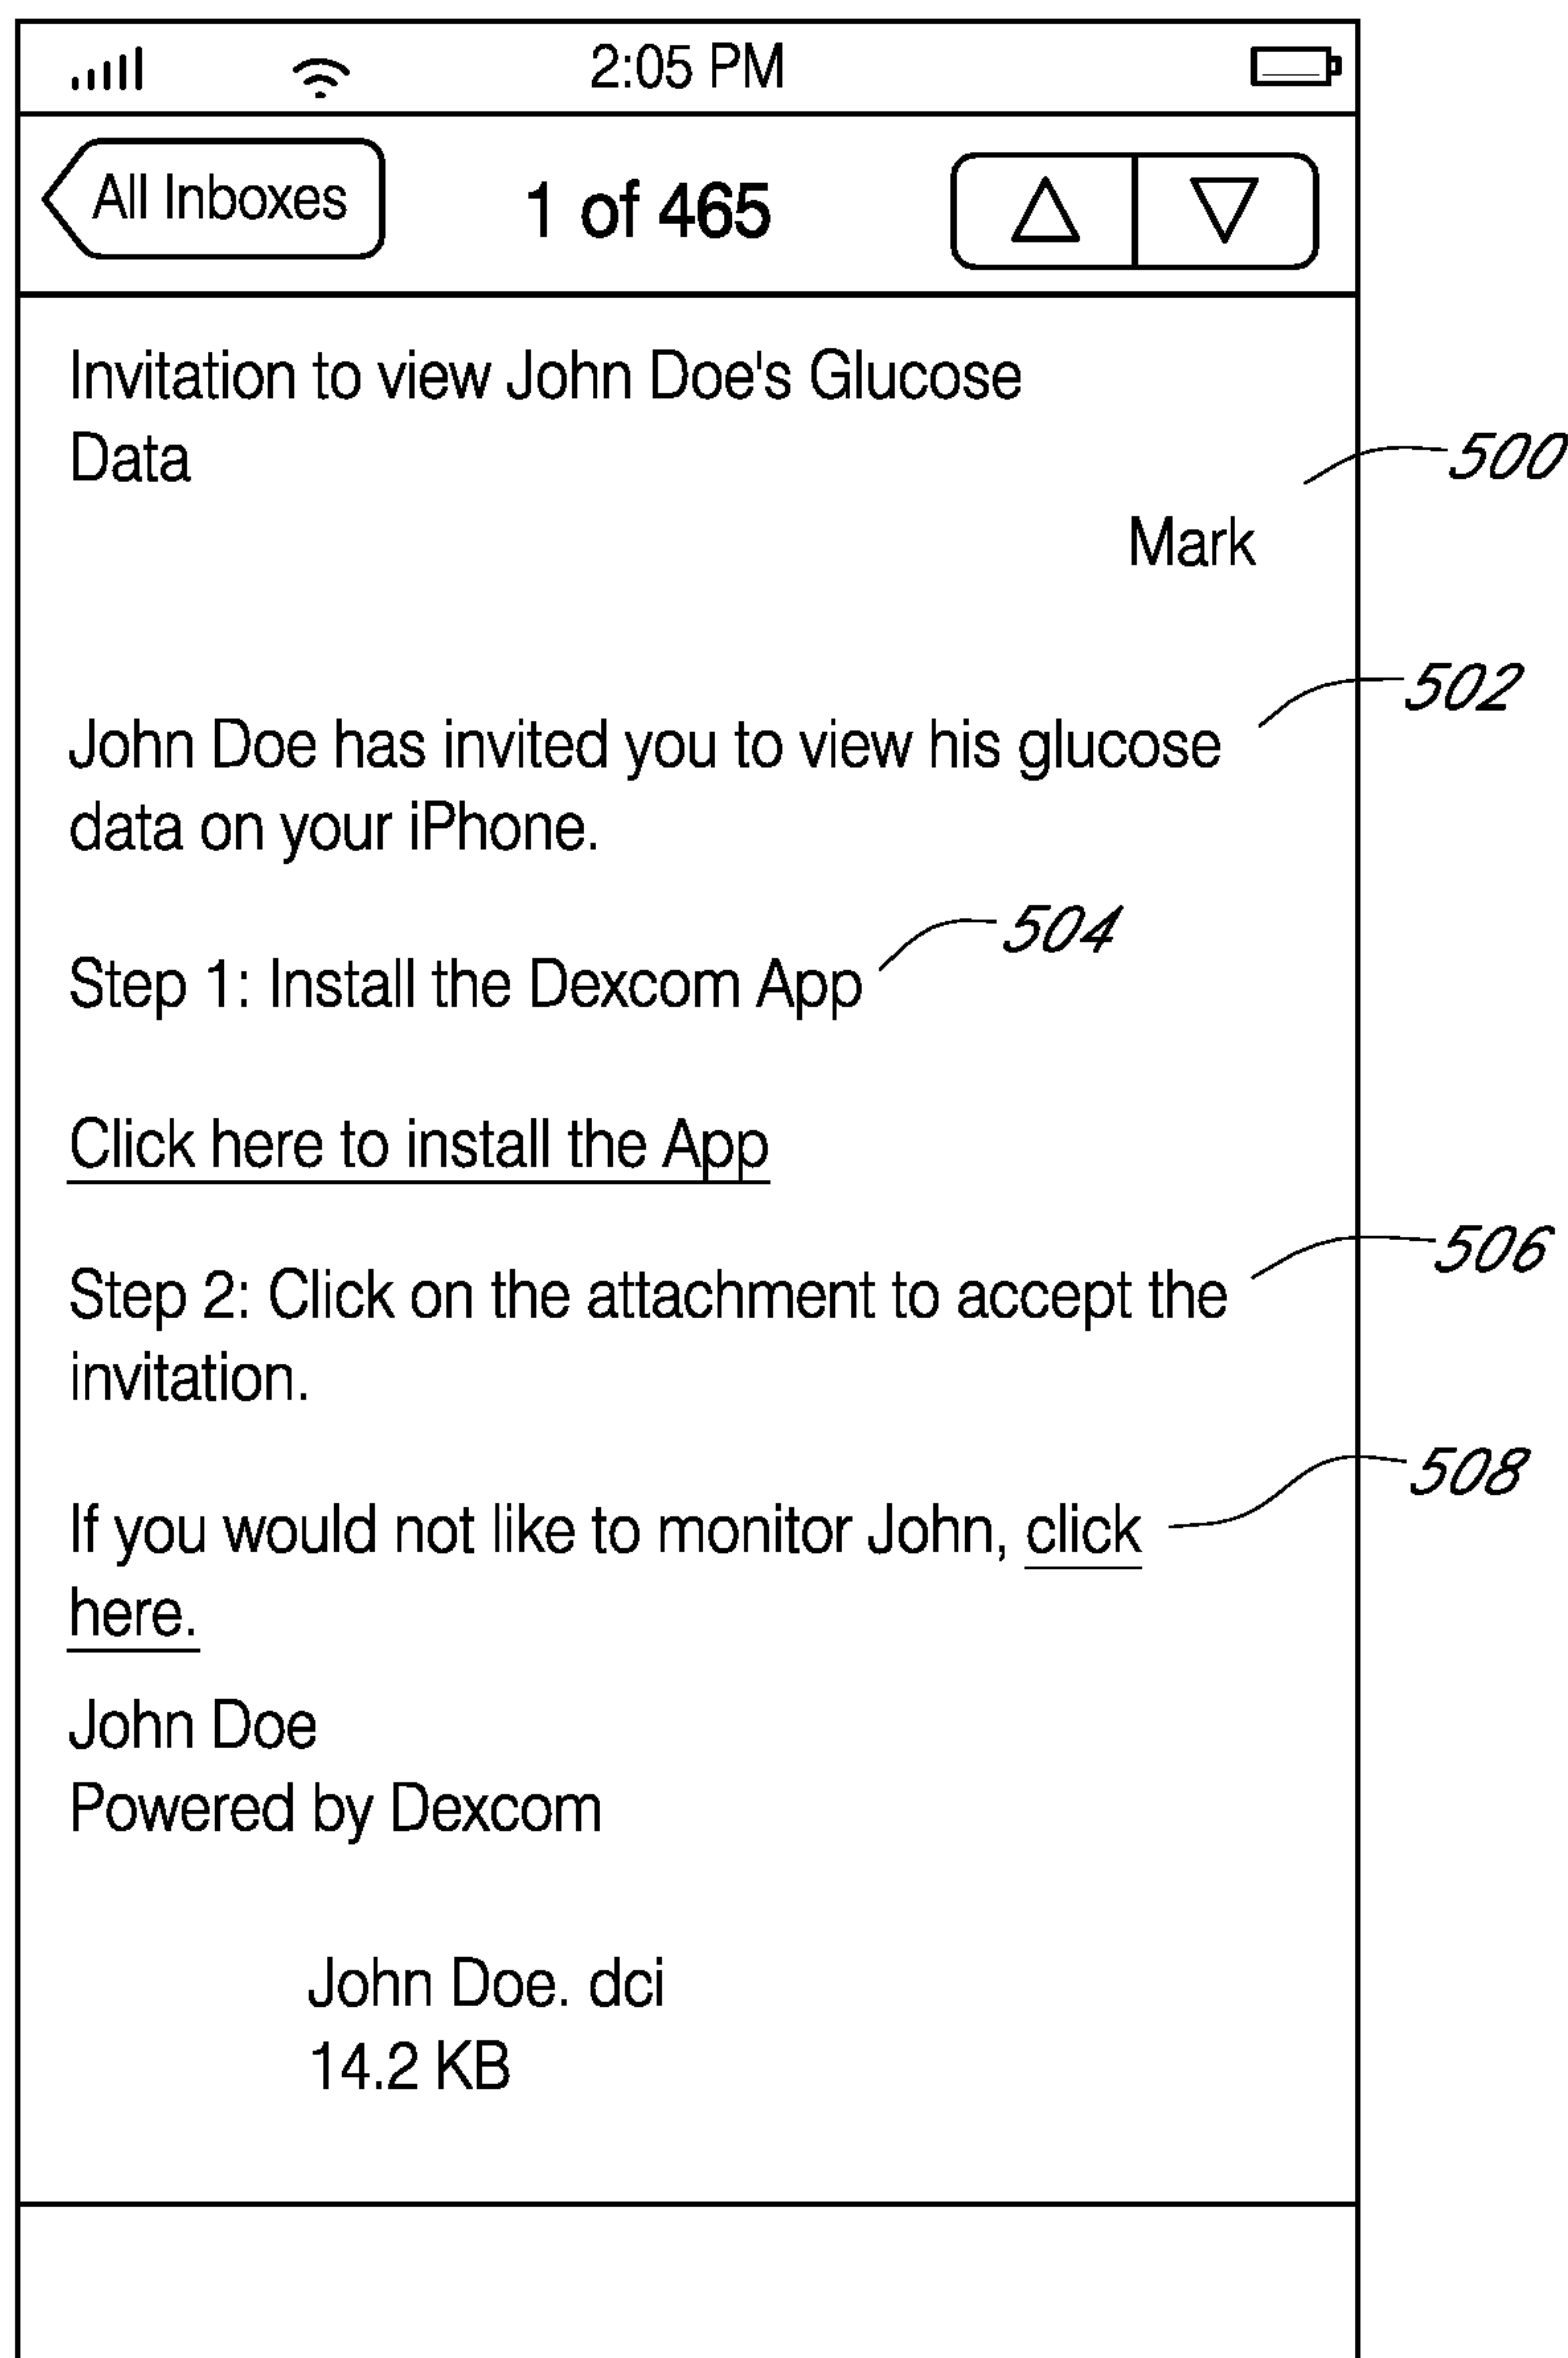 2:05 PM
All Inboxes
1 of 465
Invitation to view John Doe's Glucose
Data
500
Mark
502
John Doe has invited you to view his glucose
data on your iPhone.
504
Step 1: Install the Dexcom App
Click here to install the App
506
Step 2: Click on the attachment to accept the
invitation.
508
If you would not like to monitor John, click
here.
John Doe
Powered by Dexcom
John Doe. dci
14.2 KB